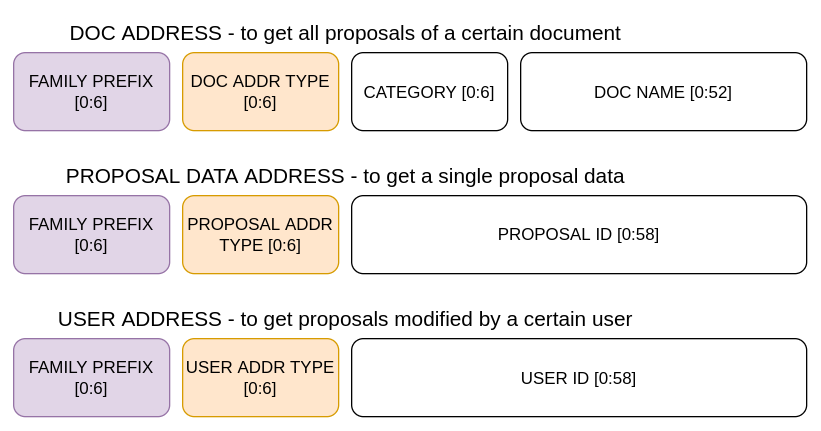 DOC ADDRESS - to get all proposals of a certain document
FAMILY PREFIX
[0:6]
DOC ADDR TYPE
[0:6]
CATEGORY [0:6]
DOC NAME [0:52]
PROPOSAL DATA ADDRESS - to get a single proposal data
FAMILY PREFIX
[0:6]
PROPOSAL ADDR
TYPE [0:6]
PROPOSAL ID [0:58]
USER ADDRESS - to get proposals modified by a certain user
FAMILY PREFIX
[0:6]
USER ADDR TYPE
[0:6]
USER ID [0:58]